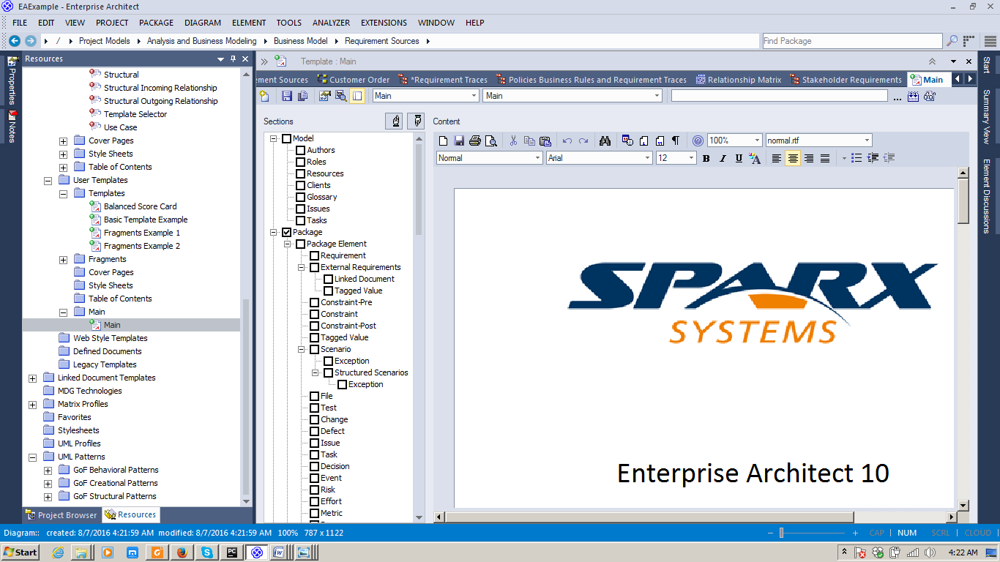 EAExample - Enterprise Architect
FILE EDIT VIEW PROJECT PACKAGE DIAGRAM ELEMENT TOOLS ANALYZER EXTENSIONS WINDOW HELP
/ Project Models Analysis and Business Modeling Business Model Requirement Sources
Find Package
Properties
Notes
Resources
Structural
Structural Incoming Relationship
Structural Outgoing Relationship
Template Selector
Use Case
Cover Pages
Style Sheets
Table of Contents
User Templates
Templates
Balanced Score Card
Basic Template Example
Fragments Example 1
Fragments Example 2
Fragments
Cover Pages
Style Sheets
Table of Contents
Main
Main
Web Style Templates
Defined Documents
Legacy Templates
Linked Document Templates
MDG Technologies
Matrix Profiles
Favorites
Stylesheets
UML Profiles
UML Patterns
GoF Behavioral Patterns
GoF Creational Patterns
GoF Structural Patterns
Project Browser Resources
Template : Main
ement Sources Customer Order *Requirement Traces Policies Business Rules and Requirement Traces Relationship Matrix Stakeholder Requirements Main
Main Main ...
Sections
Model
Authors
Roles
Resources
Clients
Glossary
Issues
Tasks
Package
Package Element
Requirement
External Requirements
Linked Document
Tagged Value
Constraint-Pre
Constraint
Constraint-Post
Tagged Value
Scenario
Exception
Structured Scenarios
Exception
File
Test
Change
Defect
Issue
Task
Decision
Event
Risk
Effort
Metric
Content
100% normal.rtf
Normal Arial 12 B I U
SPARX
SYSTEMS
Enterprise Architect 10
Start
Summary View
Element Discussions
Diagram:: created: 8/7/2016 4:21:59 AM modified: 8/7/2016 4:21:59 AM 100% 787 x 1122
CAP NUM SCRL CLOUD
Start
4:22 AM